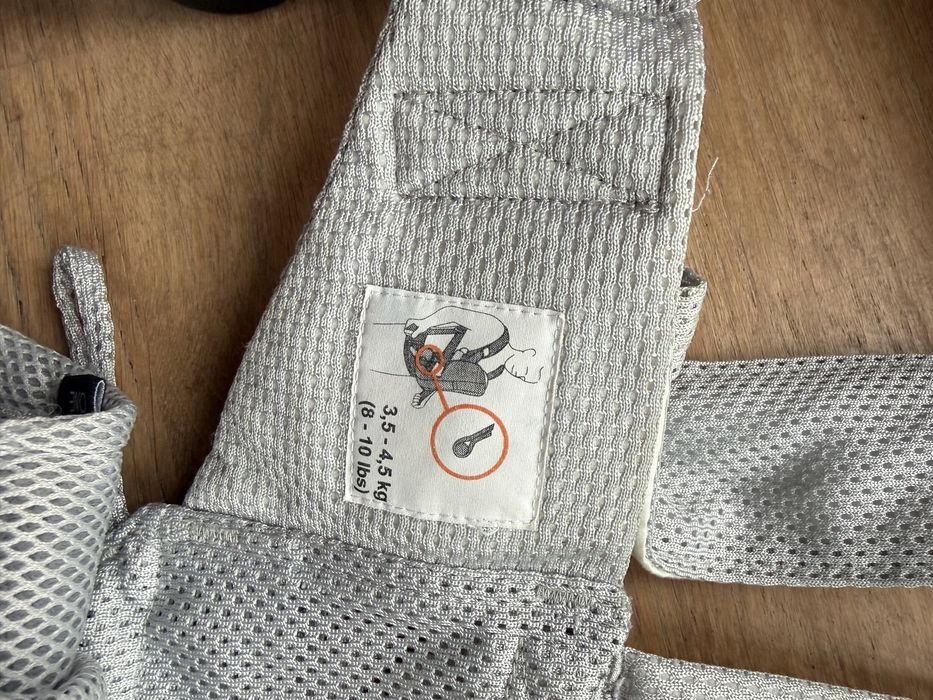 3,5 - 4,5 kg
(8 - 10 lbs)